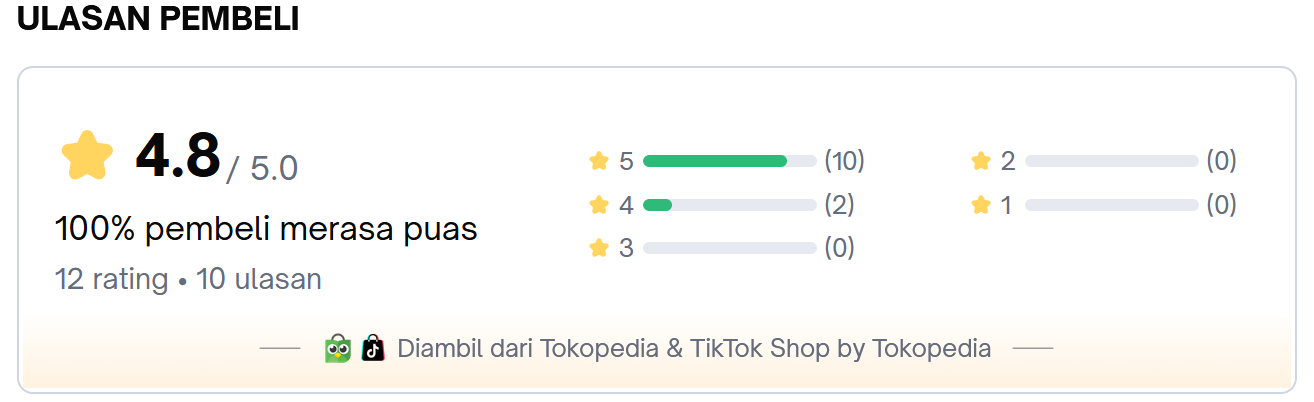 ULASAN PEMBELI
4.8 / 5.0
100% pembeli merasa puas
12 rating • 10 ulasan
5 (10)
4 (2)
3 (0)
2 (0)
1 (0)
Diambil dari Tokopedia & TikTok Shop by Tokopedia